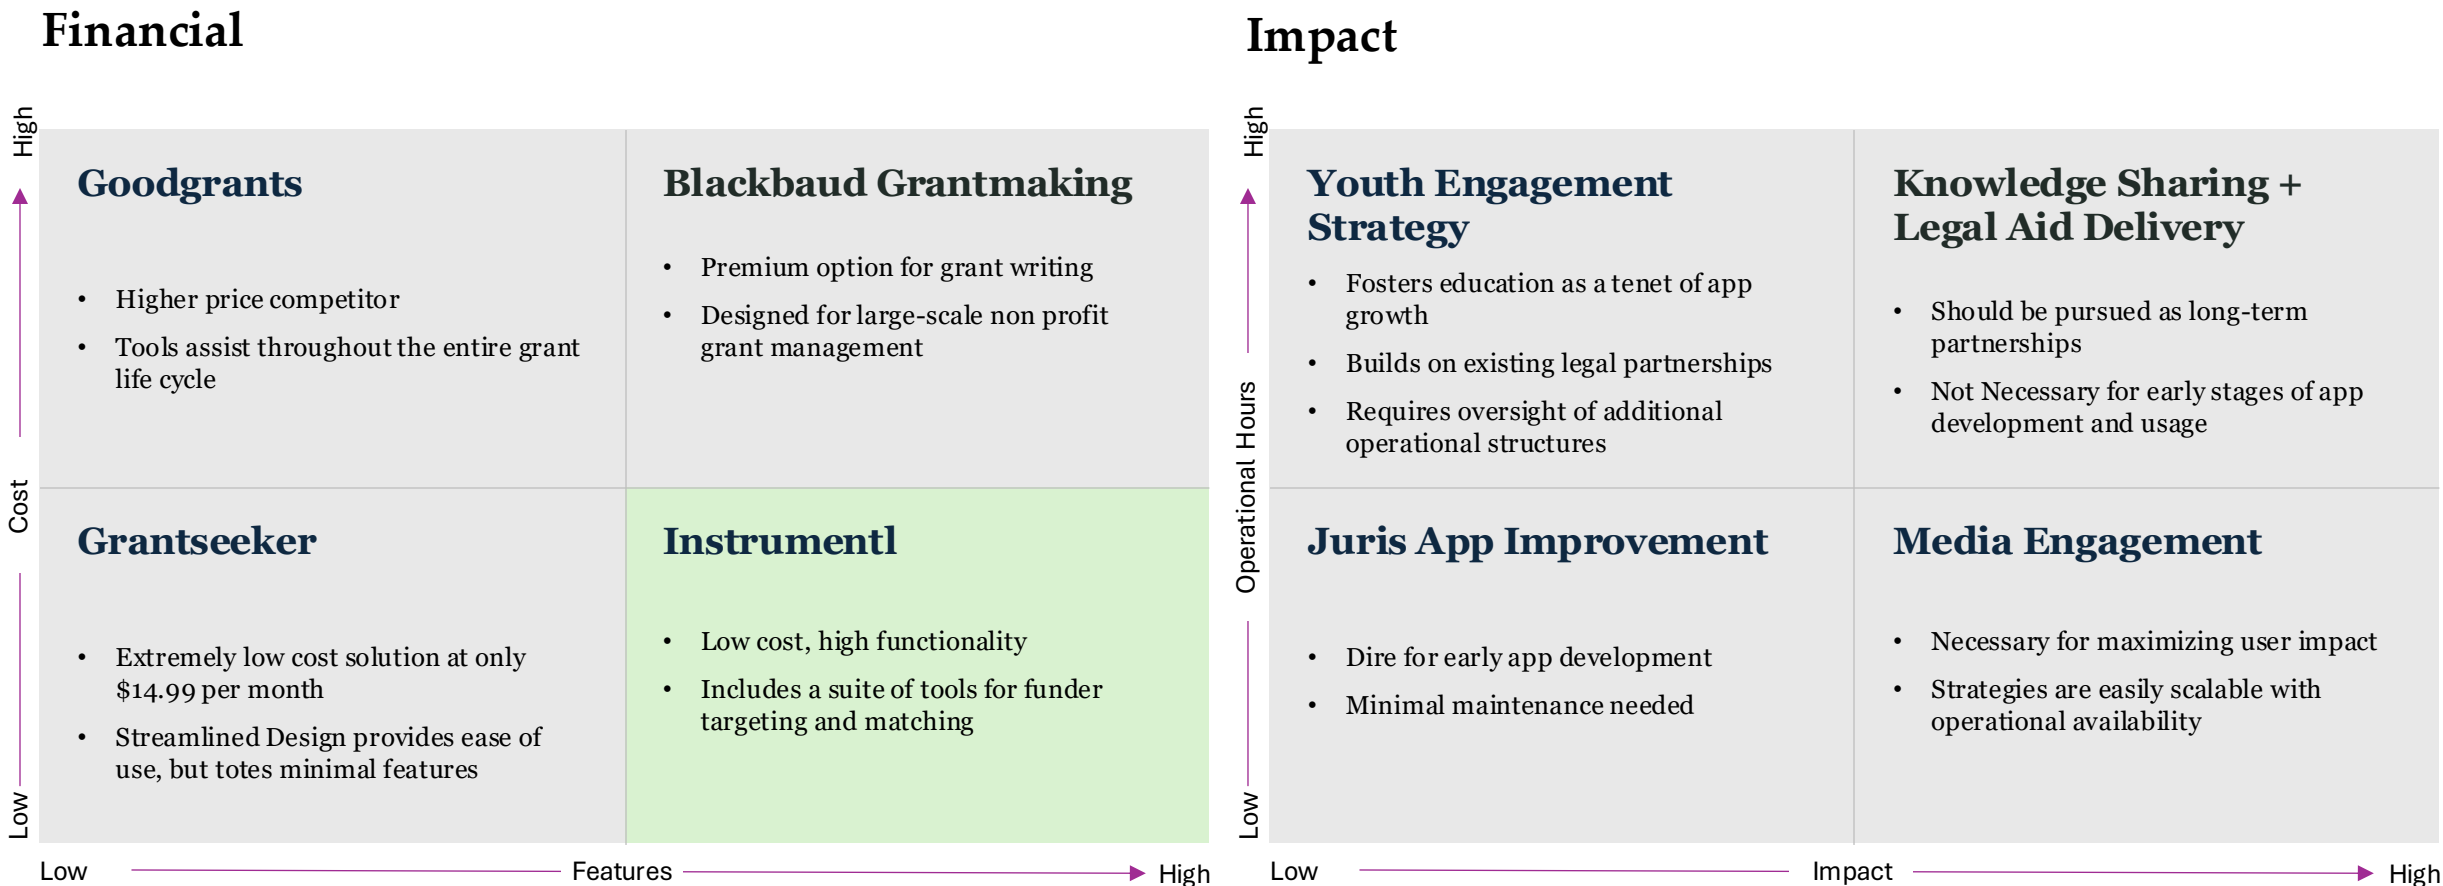 Financial
High
Cost
Low
Goodgrants
• Higher price competitor
• Tools assist throughout the entire grant
life cycle
Blackbaud Grantmaking
• Premium option for grant writing
• Designed for large-scale non profit
grant management
Grantseeker
• Extremely low cost solution at only
$14.99 per month
• Streamlined Design provides ease of
use, but totes minimal features
Instrumentl
• Low cost, high functionality
• Includes a suite of tools for funder
targeting and matching
Low
Features
High
Impact
High
Operational Hours
Low
Youth Engagement
Strategy
• Fosters education as a tenet of app
growth
• Builds on existing legal partnerships
• Requires oversight of additional
operational structures
Knowledge Sharing +
Legal Aid Delivery
• Should be pursued as long-term
partnerships
• Not Necessary for early stages of app
development and usage
Juris App Improvement
• Dire for early app development
• Minimal maintenance needed
Media Engagement
• Necessary for maximizing user impact
• Strategies are easily scalable with
operational availability
Low
Impact
High